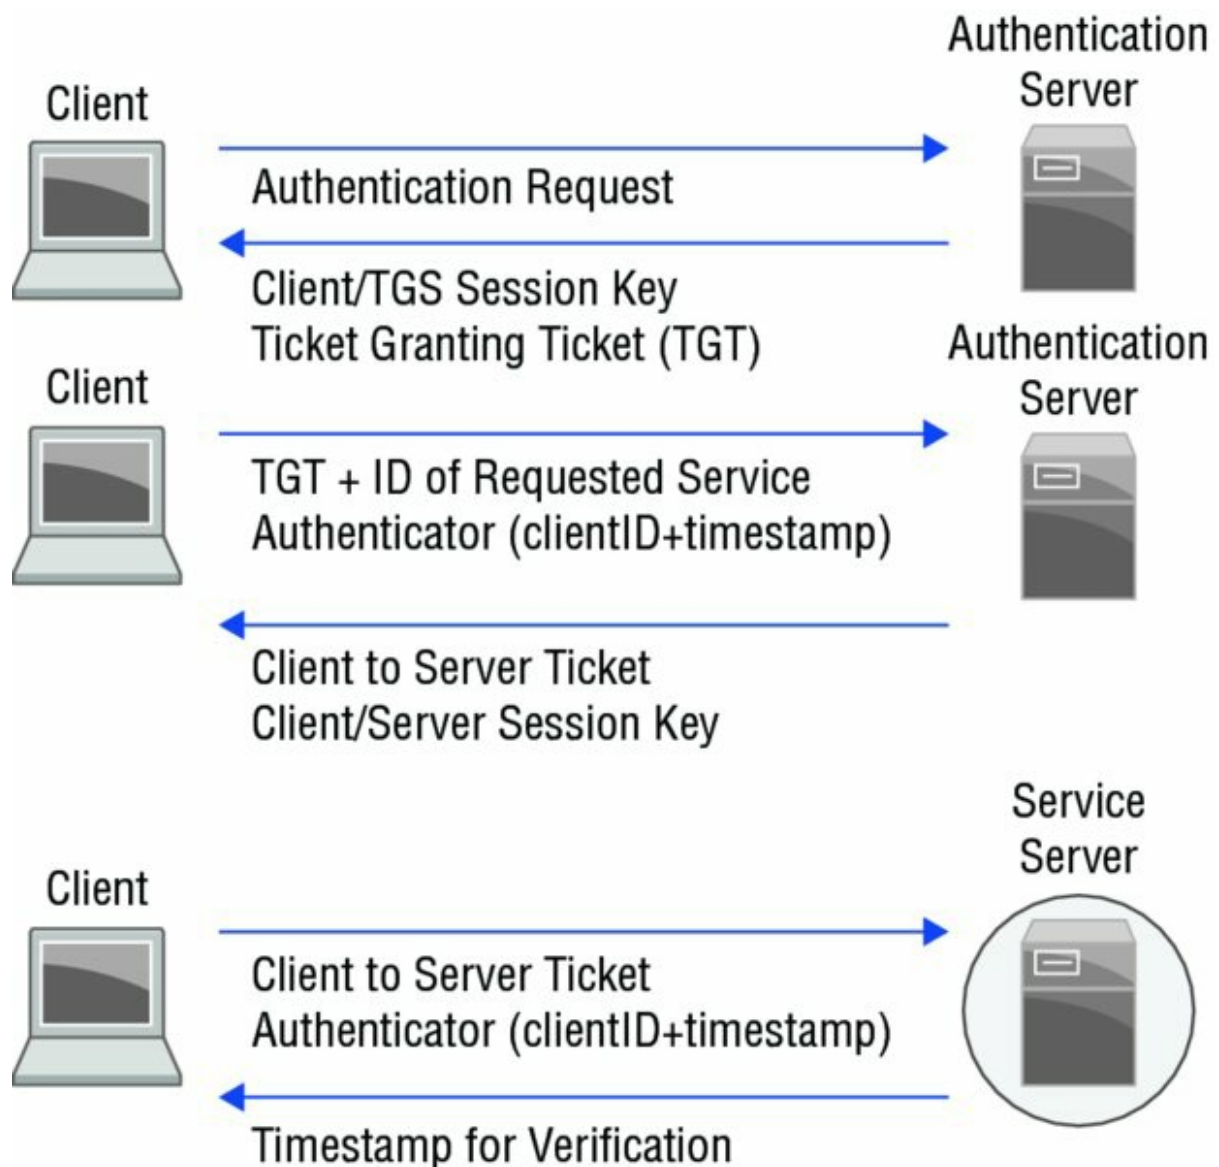 Authentication
Server
Client
Authentication Request
Client/TGS Session Key
Ticket Granting Ticket (TGT)
Authentication
Server
Client
TGT + ID of Requested Service
Authenticator (clientID+timestamp)
Client to Server Ticket
Client/Server Session Key
Service
Server
Client
Client to Server Ticket
Authenticator (clientID+timestamp)
Timestamp for Verification